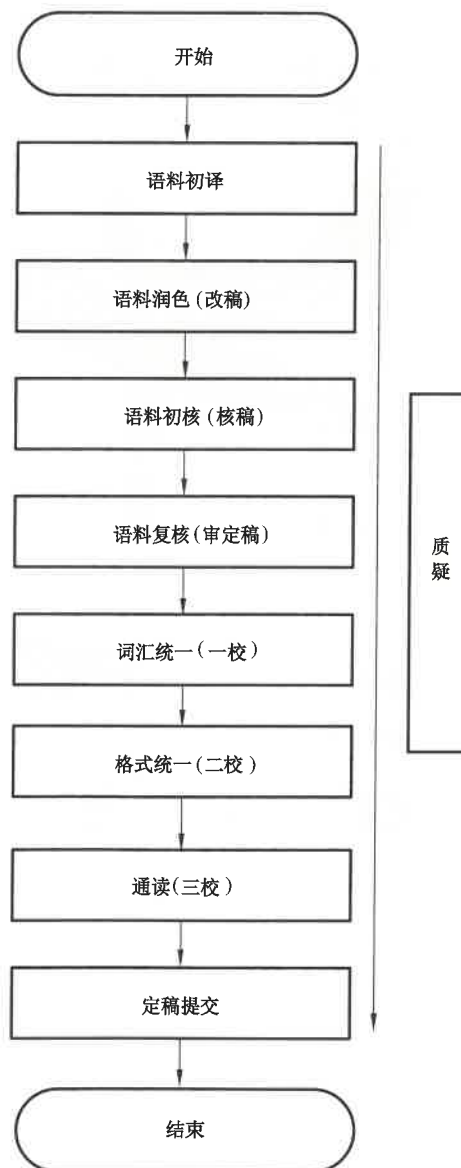 开始
语料初译
语料润色(改稿)
语料初核(核稿)
语料复核(审定稿)
词汇统一(一校)
格式统一(二校)
通读(三校)
定稿提交
结束
质
疑